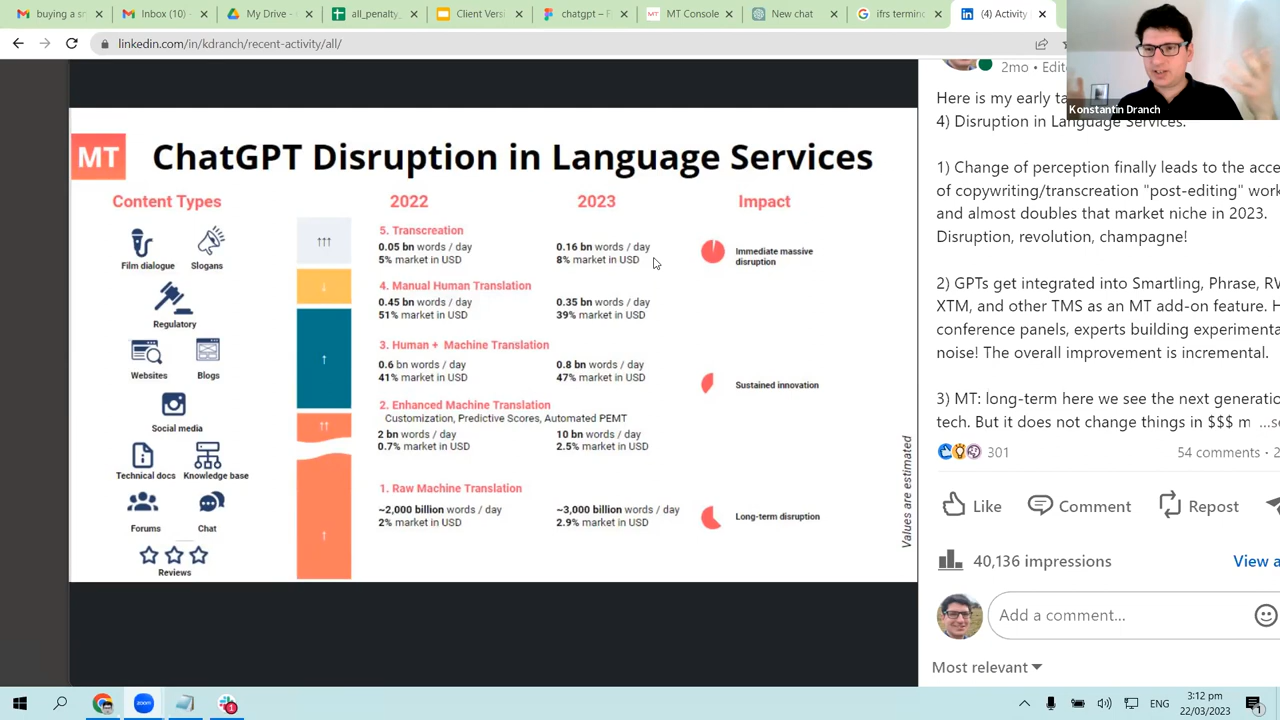 buying a s
Inbox (10) -
My Drive - 
all_penalty_
Client Versi
chatgpt – F
MT Console
New chat
ifrs termino
(4) Activity
linkedin.com/in/kdranch/recent-activity/all/
Konstantin Dranch
MT
ChatGPT Disruption in Language Services
Content Types
2022
2023
Impact
Film dialogue
Slogans
Regulatory
Websites
Blogs
Social media
Technical docs
Knowledge base
Forums
Chat
Reviews
5. Transcreation
0.05 bn words / day
0.16 bn words / day
5% market in USD
8% market in USD
Immediate massive
disruption
4. Manual Human Translation
0.45 bn words / day
0.35 bn words / day
51% market in USD
39% market in USD
3. Human + Machine Translation
0.6 bn words / day
0.8 bn words / day
41% market in USD
47% market in USD
Sustained innovation
2. Enhanced Machine Translation
Customization, Predictive Scores, Automated PEMT
2 bn words / day
10 bn words / day
0.7% market in USD
2.5% market in USD
1. Raw Machine Translation
~2,000 billion words / day
~3,000 billion words / day
2% market in USD
2.9% market in USD
Long-term disruption
Values are estimated
2mo • Edite
Here is my early ta
4) Disruption in Language Services.
1) Change of perception finally leads to the acce
of copywriting/transcreation "post-editing" work
and almost doubles that market niche in 2023.
Disruption, revolution, champagne!
2) GPTs get integrated into Smartling, Phrase, RW
XTM, and other TMS as an MT add-on feature. H
conference panels, experts building experimenta
noise! The overall improvement is incremental.
3) MT: long-term here we see the next generatio
tech. But it does not change things in $$$ m ...se
301
54 comments • 2
Like
Comment
Repost
40,136 impressions
View a
Add a comment…
Most relevant
zoom
1
ENG
3:12 pm
22/03/2023
1